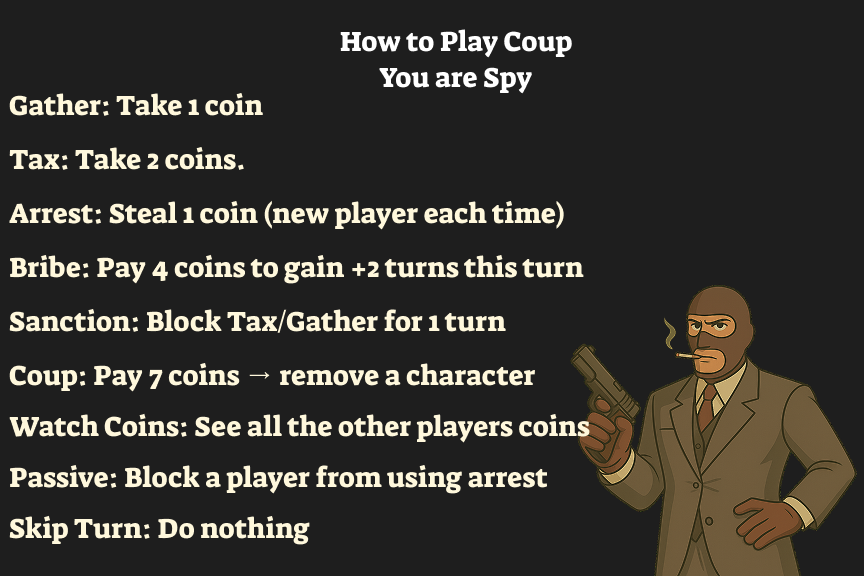 How to Play Coup
You are Spy
Gather: Take 1 coin
Tax: Take 2 coins.
Arrest: Steal 1 coin (new player each time)
Bribe: Pay 4 coins to gain +2 turns this turn
Sanction: Block Tax/Gather for 1 turn
Coup: Pay 7 coins → remove a character
Watch Coins: See all the other players coins
Passive: Block a player from using arrest
Skip Turn: Do nothing